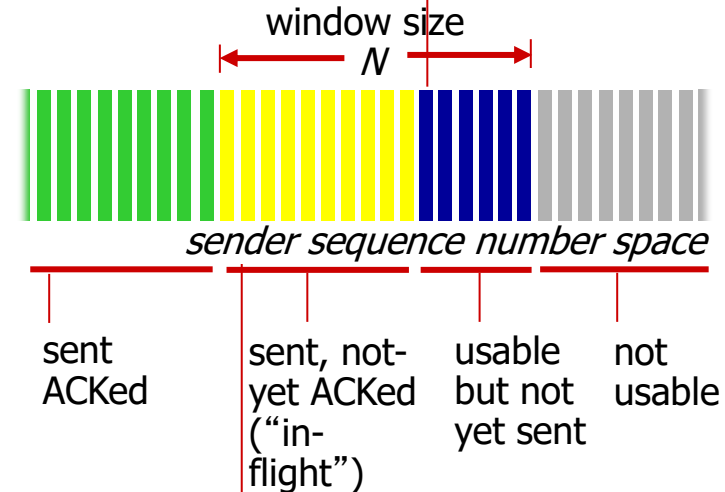 window size
N
sender sequence number space
sent
ACKed
sent, not-
yet ACKed
(“in-
flight”)
usable
but not
yet sent
not
usable